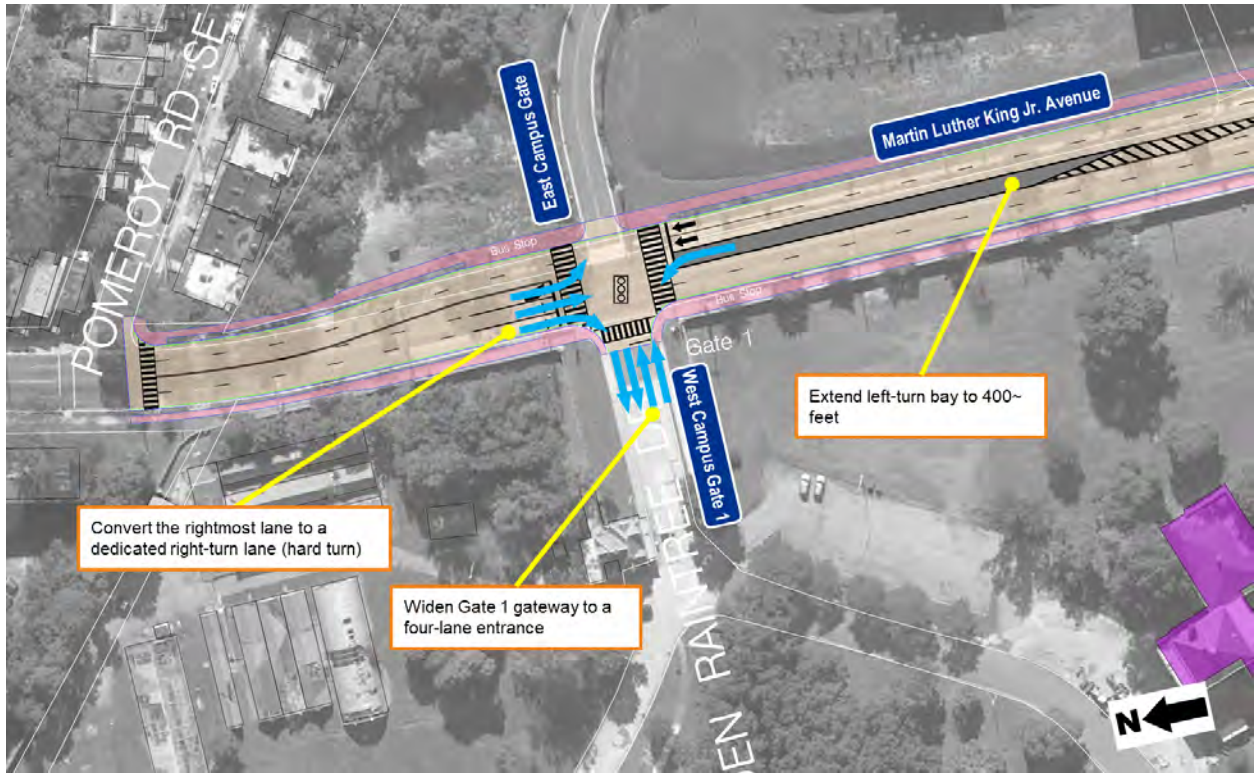 POMEROY RD SE
East Campus Gate
Martin Luther King Jr. Avenue
Bus Stop
Bus Stop
Gate 1
West Campus Gate 1
Extend left-turn bay to 400~
feet
Convert the rightmost lane to a
dedicated right-turn lane (hard turn)
Widen Gate 1 gateway to a
four-lane entrance
RAINTREE
N